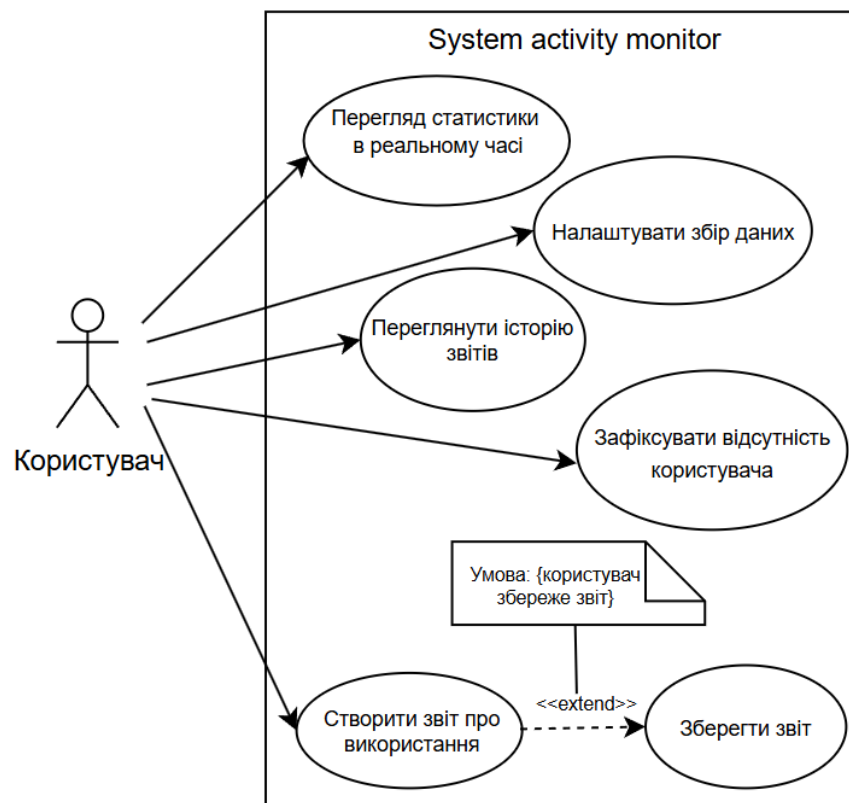 System activity monitor
Перегляд статистики
в реальному часі
Налаштувати збір даних
Переглянути історію
звітів
Зафіксувати відсутність
користувача
Користувач
Умова: {користувач
збереже звіт}
<<extend>>
Створити звіт про
використання
Зберегти звіт